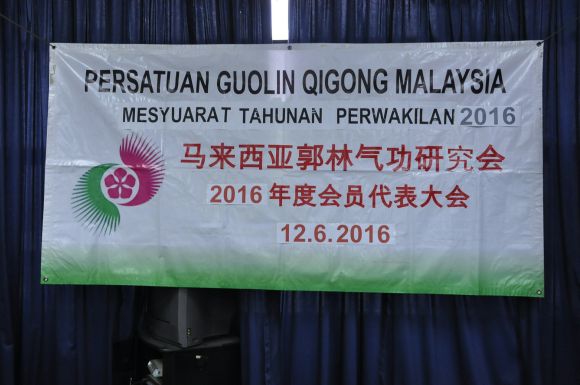 PERSATUAN GUOLIN QIGONG MALAYSIA
MESYUARAT TAHUNAN PERWAKILAN 2016
马来西亚郭林气功研究会
2016 年度会员代表大会
12.6.2016